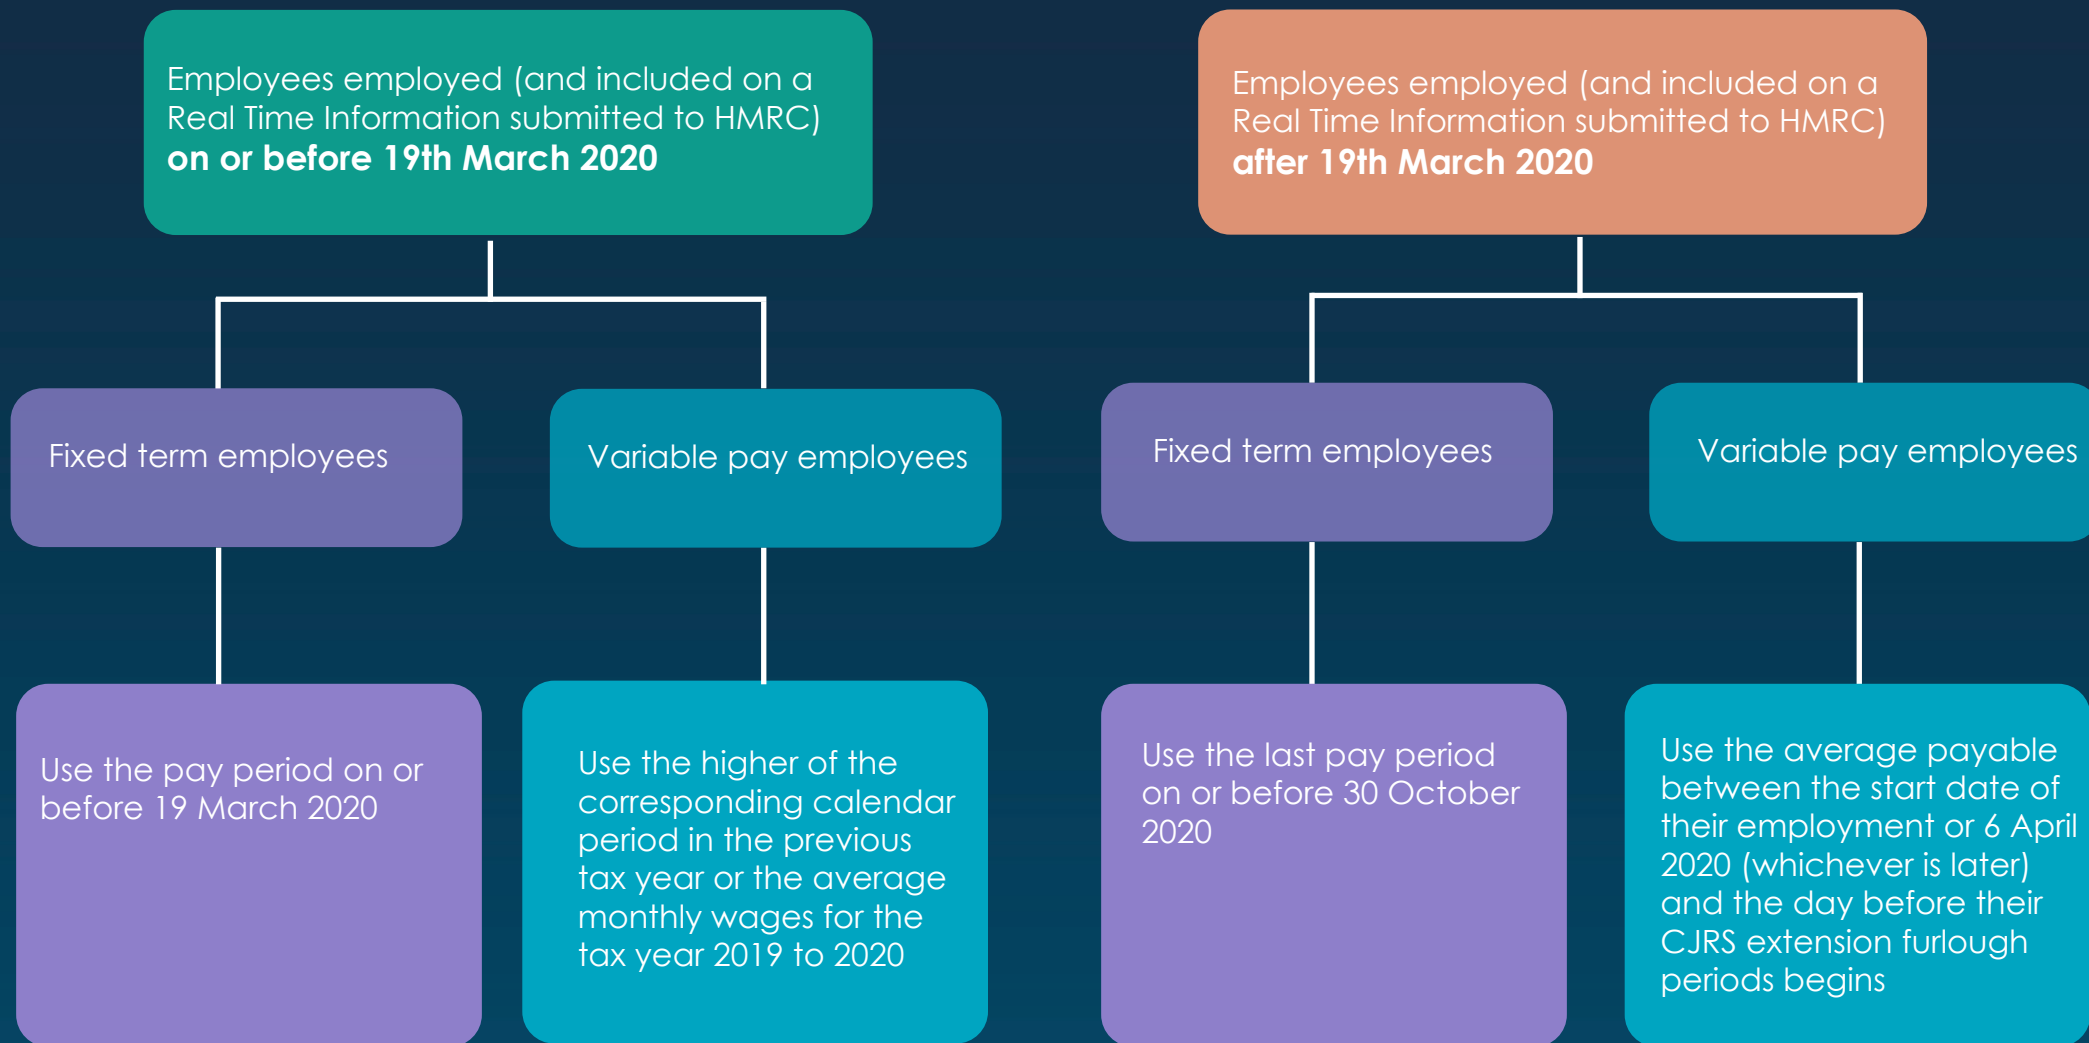 Employees employed (and included on a
Real Time Information submitted to HMRC)
on or before 19th March 2020
Employees employed (and included on a
Real Time Information submitted to HMRC)
after 19th March 2020
Fixed term employees
Variable pay employees
Fixed term employees
Variable pay employees
Use the pay period on or
before 19 March 2020
Use the higher of the
corresponding calendar
period in the previous
tax year or the average
monthly wages for the
tax year 2019 to 2020
Use the last pay period
on or before 30 October
2020
Use the average payable
between the start date of
their employment or 6 April
2020 (whichever is later)
and the day before their
CJRS extension furlough
periods begins